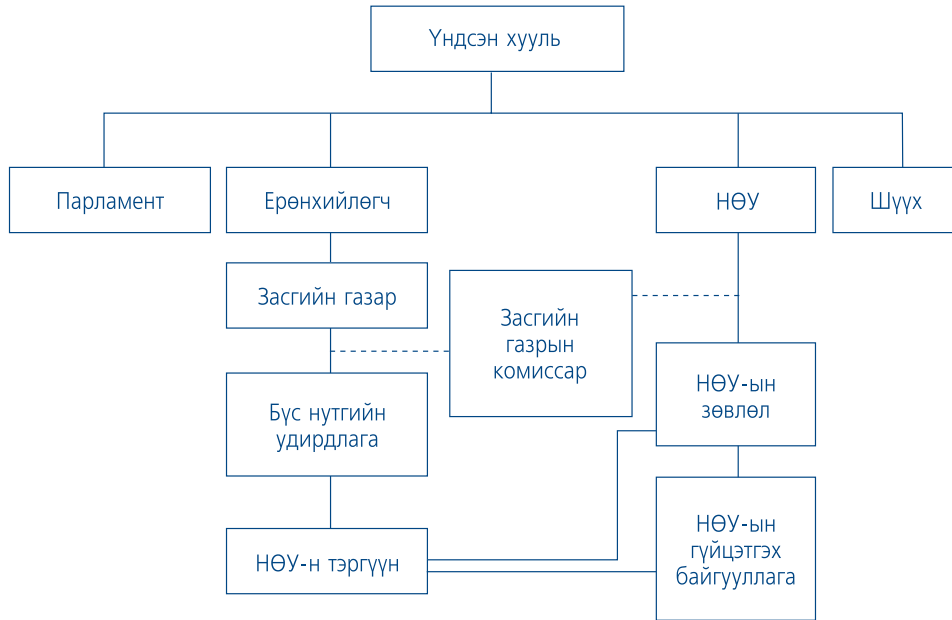 Үндсэн хууль
Парламент
Ерөнхийлөгч
НӨУ
Шүүх
Засгийн газар
Засгийн
газрын
комиссар
НӨУ-ын
зөвлөл
Бүс нутгийн
удирдлага
НӨУ-н тэргүүн
НӨУ-ын
гүйцэтгэх
байгууллага